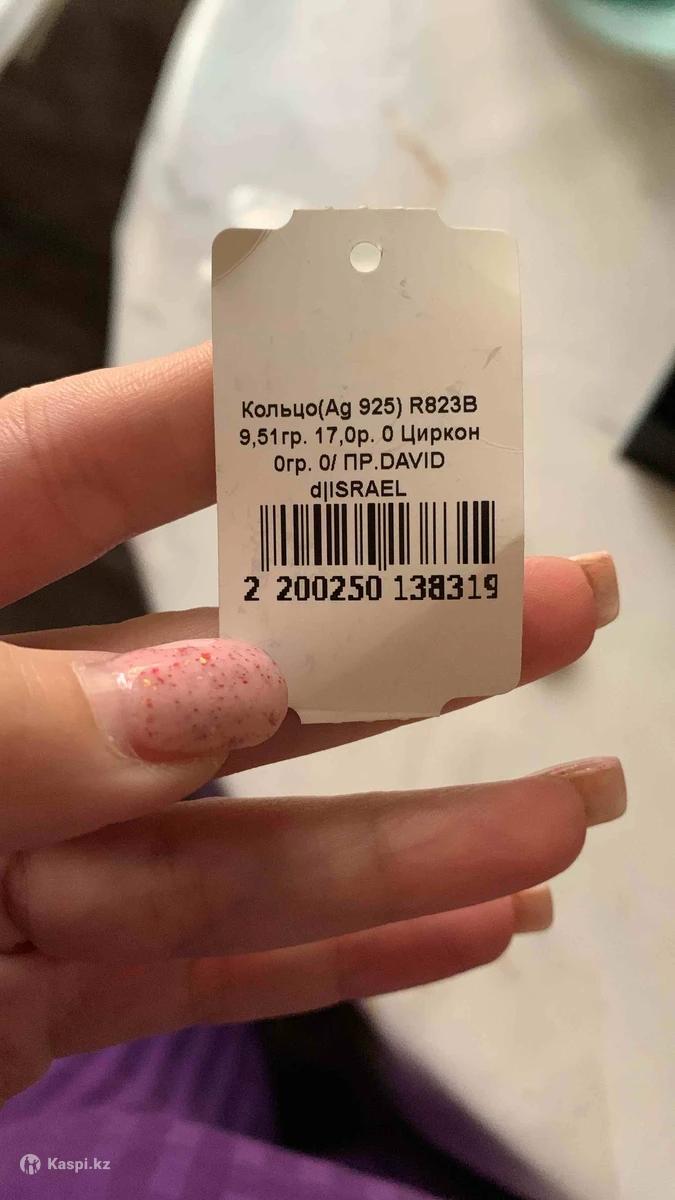 Кольцо(Ag 925) R823B
9,51гр. 17,0р. 0 Циркон
0гр. 0/ ПР.DAVID
d|ISRAEL
2 200250 138319
Kaspi.kz